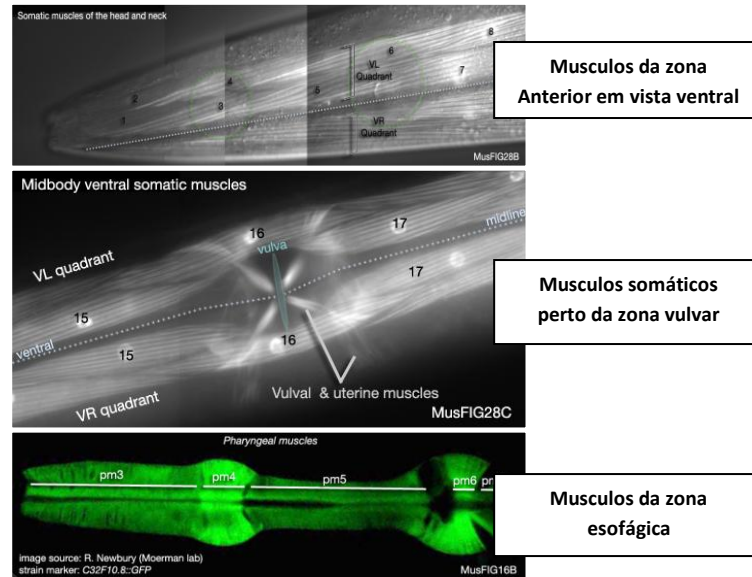 Somatic muscles of the head and neck
8
6
2
VL
Quadrant
4
7
3
5
1
VR
Quadrant
MusFIG28B
Musculos da zona
Anterior em vista ventral
Midbody ventral somatic muscles
16
17
midline
VL quadrant
vulva
17
15
ventral
15
16
Vulval & uterine muscles
VR quadrant
MusFIG28C
Musculos somáticos
perto da zona vulvar
Pharyngeal muscles
pm3
pm4
pm5
pm6
image source: R. Newbury (Moerman lab)
strain marker: C32F10.8::GFP
MusFIG16B
Musculos da zona
esofágica